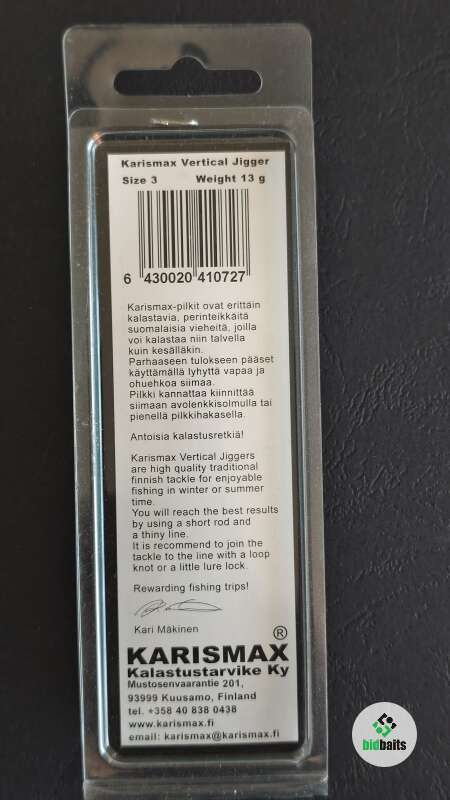 Karismax Vertical Jigger
Size 3 Weight 13 g
6 430020 410727
Karismax-pilkit ovat erittäin
kalastavia, perinteikkäitä
suomalaisia vieheitä, joilla
voi kalastaa niin talvella
kuin kesälläkin.
Parhaaseen tulokseen pääset
käyttämällä lyhyttä vapaa ja
ohuehkoa siimaa.
Pilkki kannattaa kiinnittää
siimaan avolenkkisolmulla tai
pienellä pilkkihakasella.
Antoisia kalastusretkiä!
Karismax Vertical Jiggers
are high quality traditional
finnish tackle for enjoyable
fishing in winter or summer
time.
You will reach the best results
by using a short rod and
a thiny line.
It is recommend to join the
tackle to the line with a loop
knot or a little lure lock.
Rewarding fishing trips!
Kari Mäkinen
KARISMAX ®
Kalastustarvike Ky
Mustosenvaarantie 201,
93999 Kuusamo, Finland
tel. +358 40 838 0438
www.karismax.fi
email: karismax@karismax.fi
bidbaits